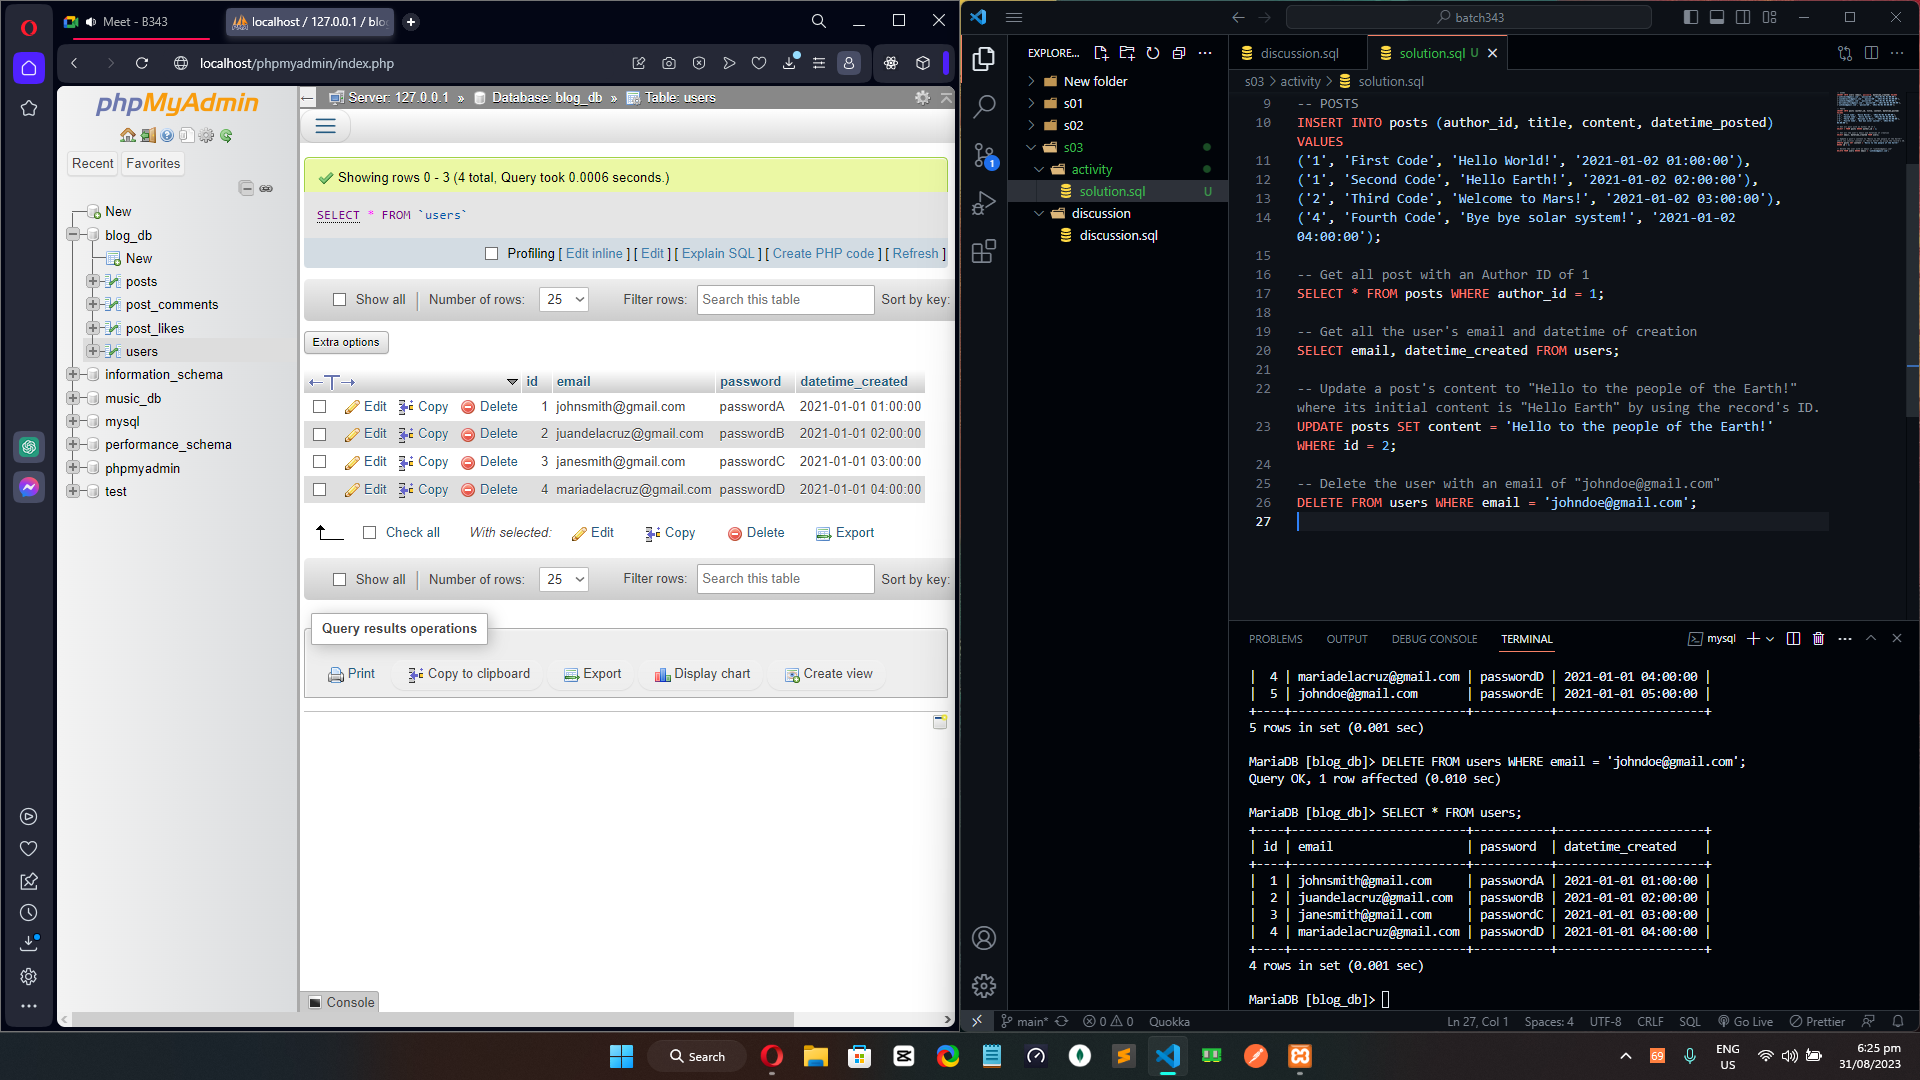 Meet - B343
localhost / 127.0.0.1 / blo
localhost/phpmyadmin/index.php
phpMyAdmin
Recent
Favorites
New
blog_db
New
posts
post_comments
post_likes
users
information_schema
music_db
mysql
performance_schema
phpmyadmin
test
Server: 127.0.0.1 » Database: blog_db » Table: users
Showing rows 0 - 3 (4 total, Query took 0.0006 seconds.)
SELECT * FROM `users`
Profiling [ Edit inline ] [ Edit ] [ Explain SQL ] [ Create PHP code ] [ Refresh ]
Show all | Number of rows: 25 Filter rows: Search this table Sort by key:
Extra options
←T→ id email password datetime_created
Edit Copy Delete 1 johnsmith@gmail.com passwordA 2021-01-01 01:00:00
Edit Copy Delete 2 juandelacruz@gmail.com passwordB 2021-01-01 02:00:00
Edit Copy Delete 3 janesmith@gmail.com passwordC 2021-01-01 03:00:00
Edit Copy Delete 4 mariadelacruz@gmail.com passwordD 2021-01-01 04:00:00
Check all With selected: Edit Copy Delete Export
Show all | Number of rows: 25 Filter rows: Search this table Sort by key:
Query results operations
Print Copy to clipboard Export Display chart Create view
Console
batch343
EXPLORE...
New folder
s01
s02
s03
activity
solution.sql U
discussion
discussion.sql
1
discussion.sql
solution.sql U
s03 > activity > solution.sql
9 -- POSTS
10 INSERT INTO posts (author_id, title, content, datetime_posted)
VALUES
11 ('1', 'First Code', 'Hello World!', '2021-01-02 01:00:00'),
12 ('1', 'Second Code', 'Hello Earth!', '2021-01-02 02:00:00'),
13 ('2', 'Third Code', 'Welcome to Mars!', '2021-01-02 03:00:00'),
14 ('4', 'Fourth Code', 'Bye bye solar system!', '2021-01-02
04:00:00');
15
16 -- Get all post with an Author ID of 1
17 SELECT * FROM posts WHERE author_id = 1;
18
19 -- Get all the user's email and datetime of creation
20 SELECT email, datetime_created FROM users;
21
22 -- Update a post's content to "Hello to the people of the Earth!"
where its initial content is "Hello Earth" by using the record's ID.
23 UPDATE posts SET content = 'Hello to the people of the Earth!'
WHERE id = 2;
24
25 -- Delete the user with an email of "johndoe@gmail.com"
26 DELETE FROM users WHERE email = 'johndoe@gmail.com';
27
PROBLEMS OUTPUT DEBUG CONSOLE TERMINAL mysql
| 4 | mariadelacruz@gmail.com | passwordD | 2021-01-01 04:00:00 |
| 5 | johndoe@gmail.com | passwordE | 2021-01-01 05:00:00 |
+----+-------------------------+-----------+---------------------+
5 rows in set (0.001 sec)
MariaDB [blog_db]> DELETE FROM users WHERE email = 'johndoe@gmail.com';
Query OK, 1 row affected (0.010 sec)
MariaDB [blog_db]> SELECT * FROM users;
+----+-------------------------+-----------+---------------------+
| id | email | password | datetime_created |
+----+-------------------------+-----------+---------------------+
| 1 | johnsmith@gmail.com | passwordA | 2021-01-01 01:00:00 |
| 2 | juandelacruz@gmail.com | passwordB | 2021-01-01 02:00:00 |
| 3 | janesmith@gmail.com | passwordC | 2021-01-01 03:00:00 |
| 4 | mariadelacruz@gmail.com | passwordD | 2021-01-01 04:00:00 |
+----+-------------------------+-----------+---------------------+
4 rows in set (0.001 sec)
MariaDB [blog_db]>
main* 0 0 Quokka Ln 27, Col 1 Spaces: 4 UTF-8 CRLF SQL Go Live Prettier
Search
69
ENG
US
6:25 pm
31/08/2023